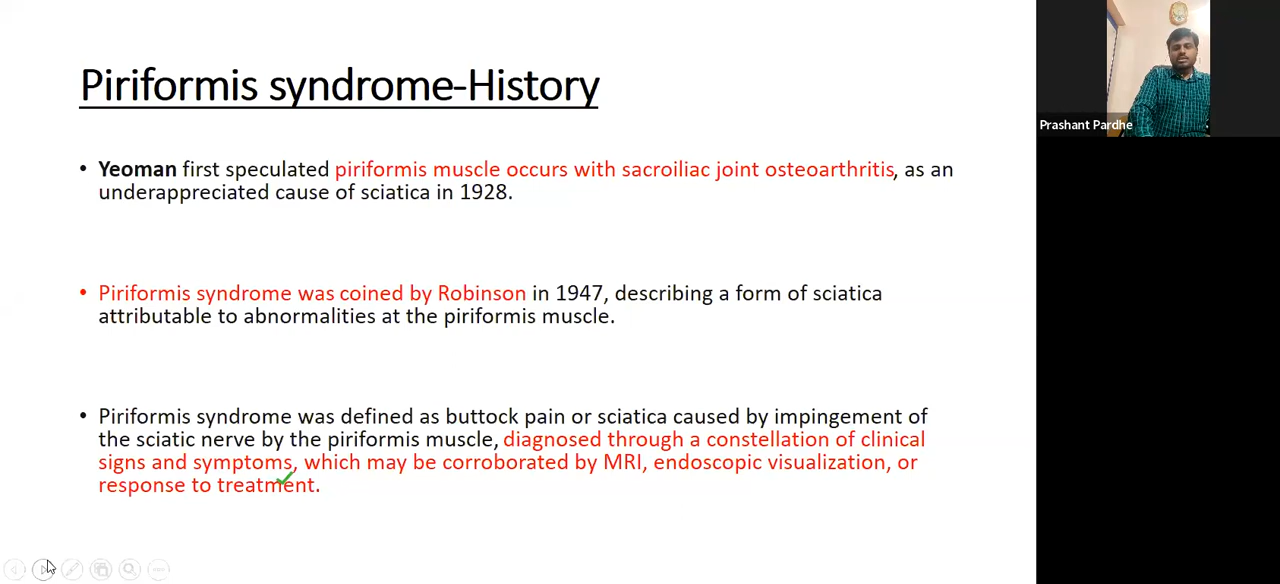 Piriformis syndrome-History
• Yeoman first speculated piriformis muscle occurs with sacroiliac joint osteoarthritis, as an
underappreciated cause of sciatica in 1928.
• Piriformis syndrome was coined by Robinson in 1947, describing a form of sciatica
attributable to abnormalities at the piriformis muscle.
• Piriformis syndrome was defined as buttock pain or sciatica caused by impingement of
the sciatic nerve by the piriformis muscle, diagnosed through a constellation of clinical
signs and symptoms, which may be corroborated by MRI, endoscopic visualization, or
response to treatment.
Prashant Pardhe